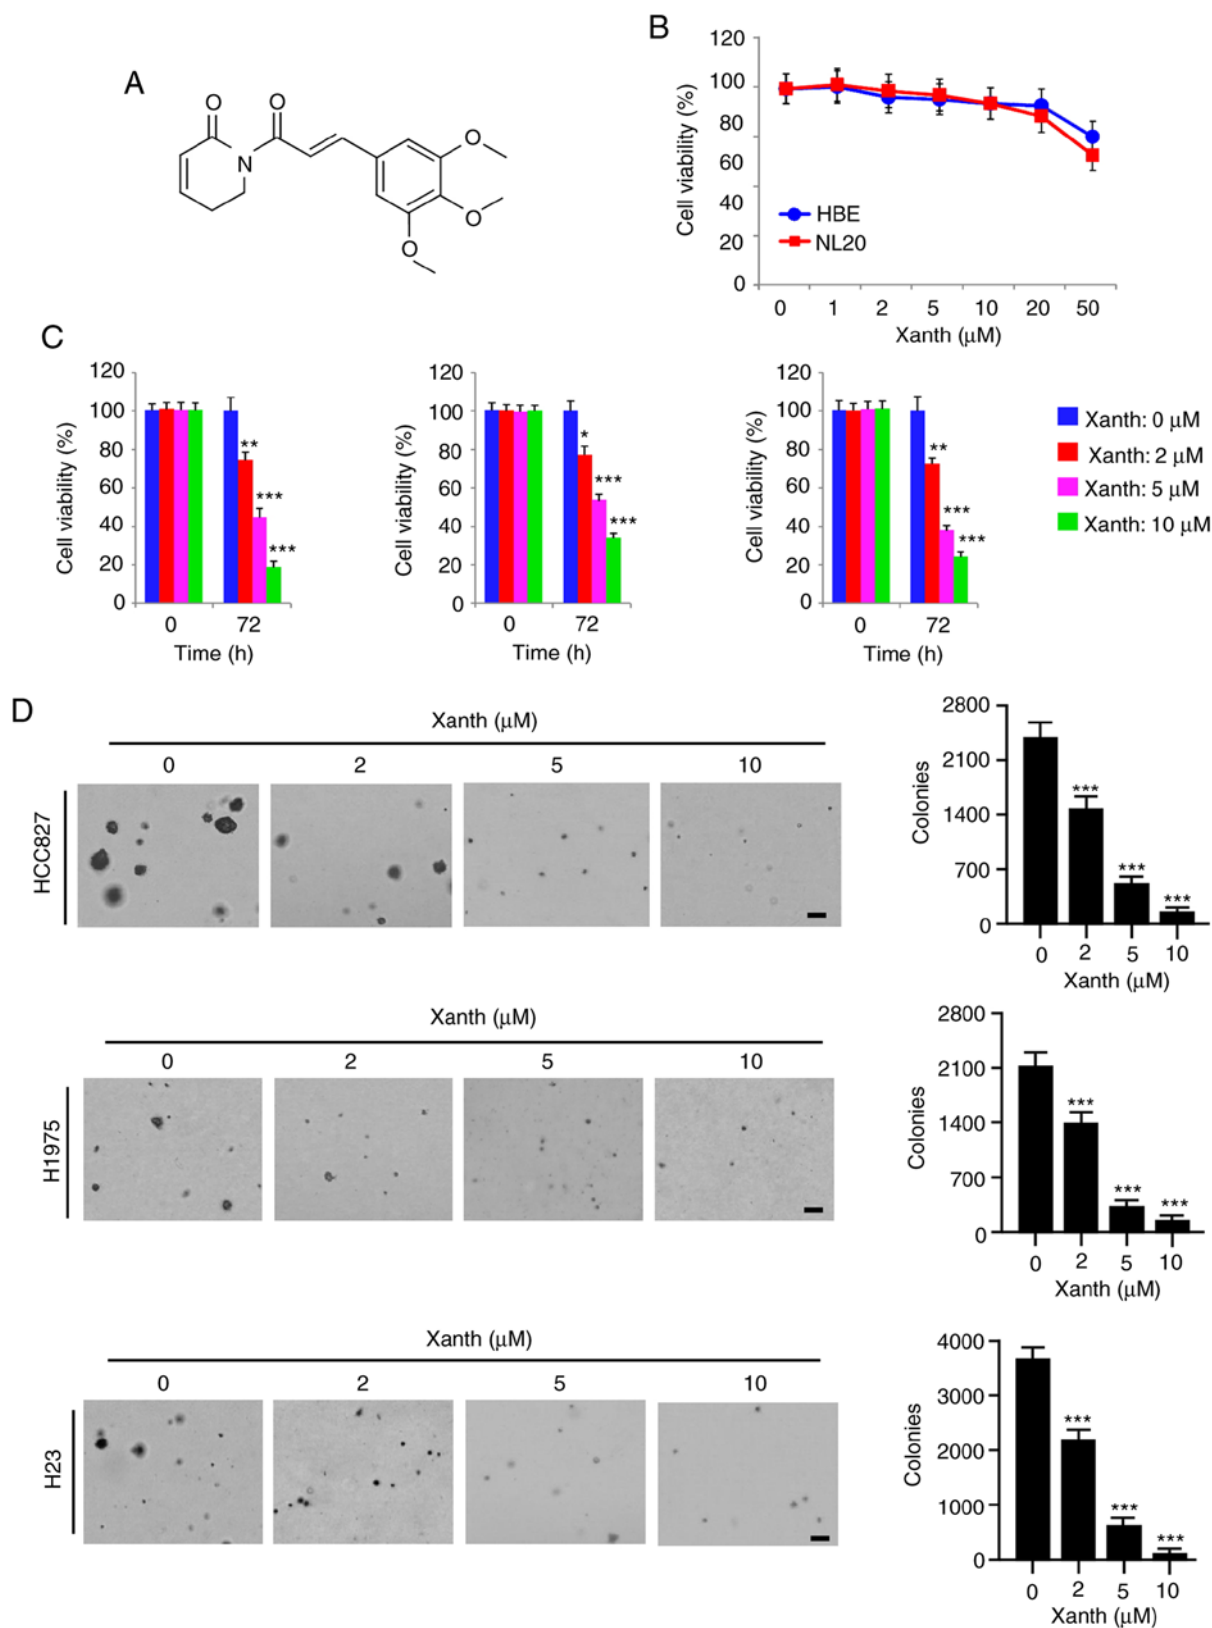 A
O
O
N
O
O
O
B
120
100
80
60
40
20
0
Cell viability (%)
HBE
NL20
0 1 2 5 10 20 50
Xanth (μM)
C
120
100
80
60
40
20
0
Cell viability (%)
**
***
***
0 72
Time (h)
120
100
80
60
40
20
0
Cell viability (%)
*
***
***
0 72
Time (h)
120
100
80
60
40
20
0
Cell viability (%)
**
***
***
0 72
Time (h)
Xanth: 0 μM
Xanth: 2 μM
Xanth: 5 μM
Xanth: 10 μM
D
Xanth (μM)
0 2 5 10
HCC827
2800
2100
1400
700
0
Colonies
***
***
***
0 2 5 10
Xanth (μM)
Xanth (μM)
0 2 5 10
H1975
2800
2100
1400
700
0
Colonies
***
***
***
0 2 5 10
Xanth (μM)
Xanth (μM)
0 2 5 10
H23
4000
3000
2000
1000
0
Colonies
***
***
***
0 2 5 10
Xanth (μM)